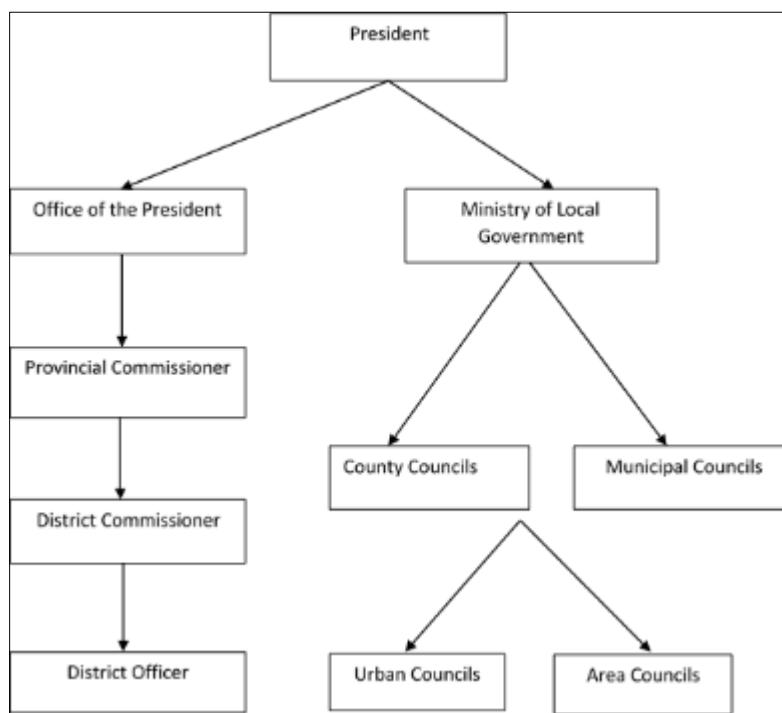 President
Office of the President
Ministry of Local
Government
Provincial Commissioner
County Councils
Municipal Councils
District Commissioner
District Officer
Urban Councils
Area Councils